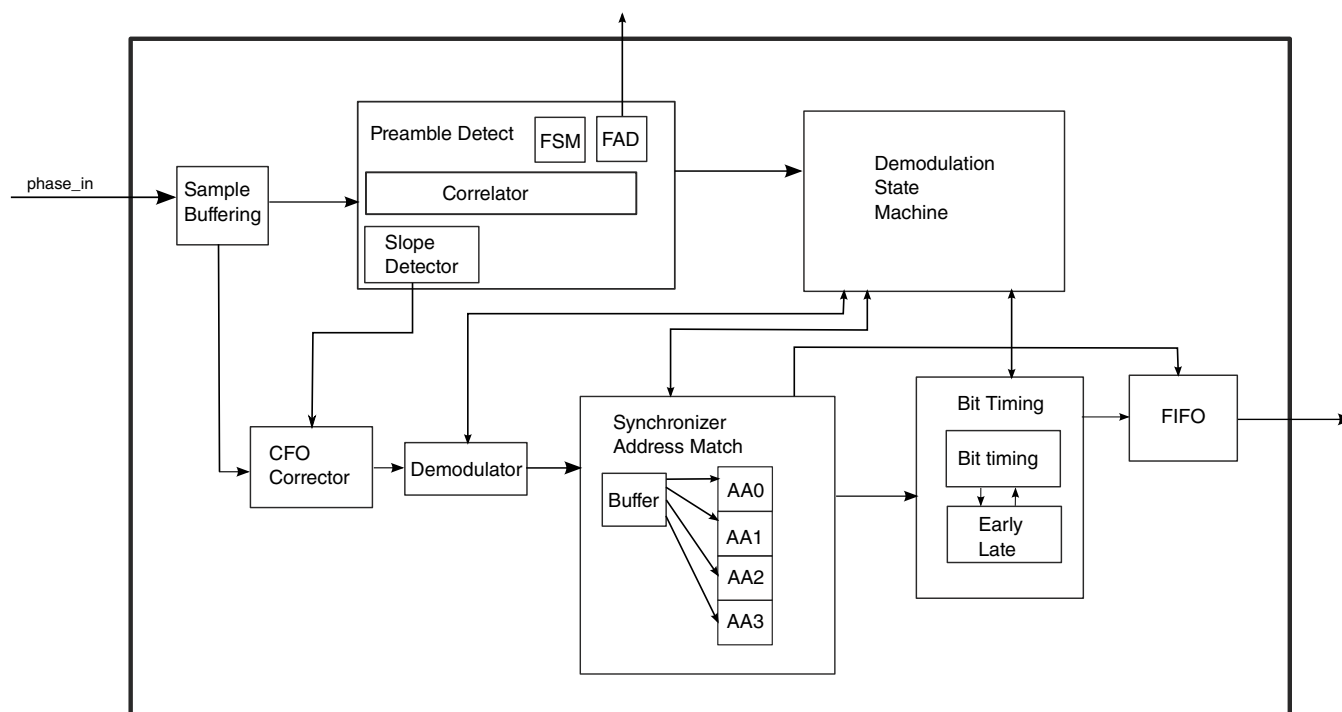 phase_in
Sample
Buffering
Preamble Detect
FSM
FAD
Correlator
Slope
Detector
Demodulation
State
Machine
CFO
Corrector
Demodulator
Synchronizer
Address Match
Buffer
AA0
AA1
AA2
AA3
Bit Timing
Bit timing
Early
Late
FIFO